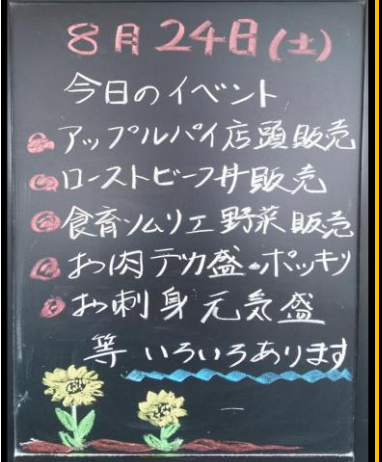 8月24日(土)
今日のイベント
アップルパイ店頭販売
ローストビーフ丼販売
食育ソムリエ野菜販売
お肉デカ盛・ポッキリ
お刺身元気盛
等いろいろあります